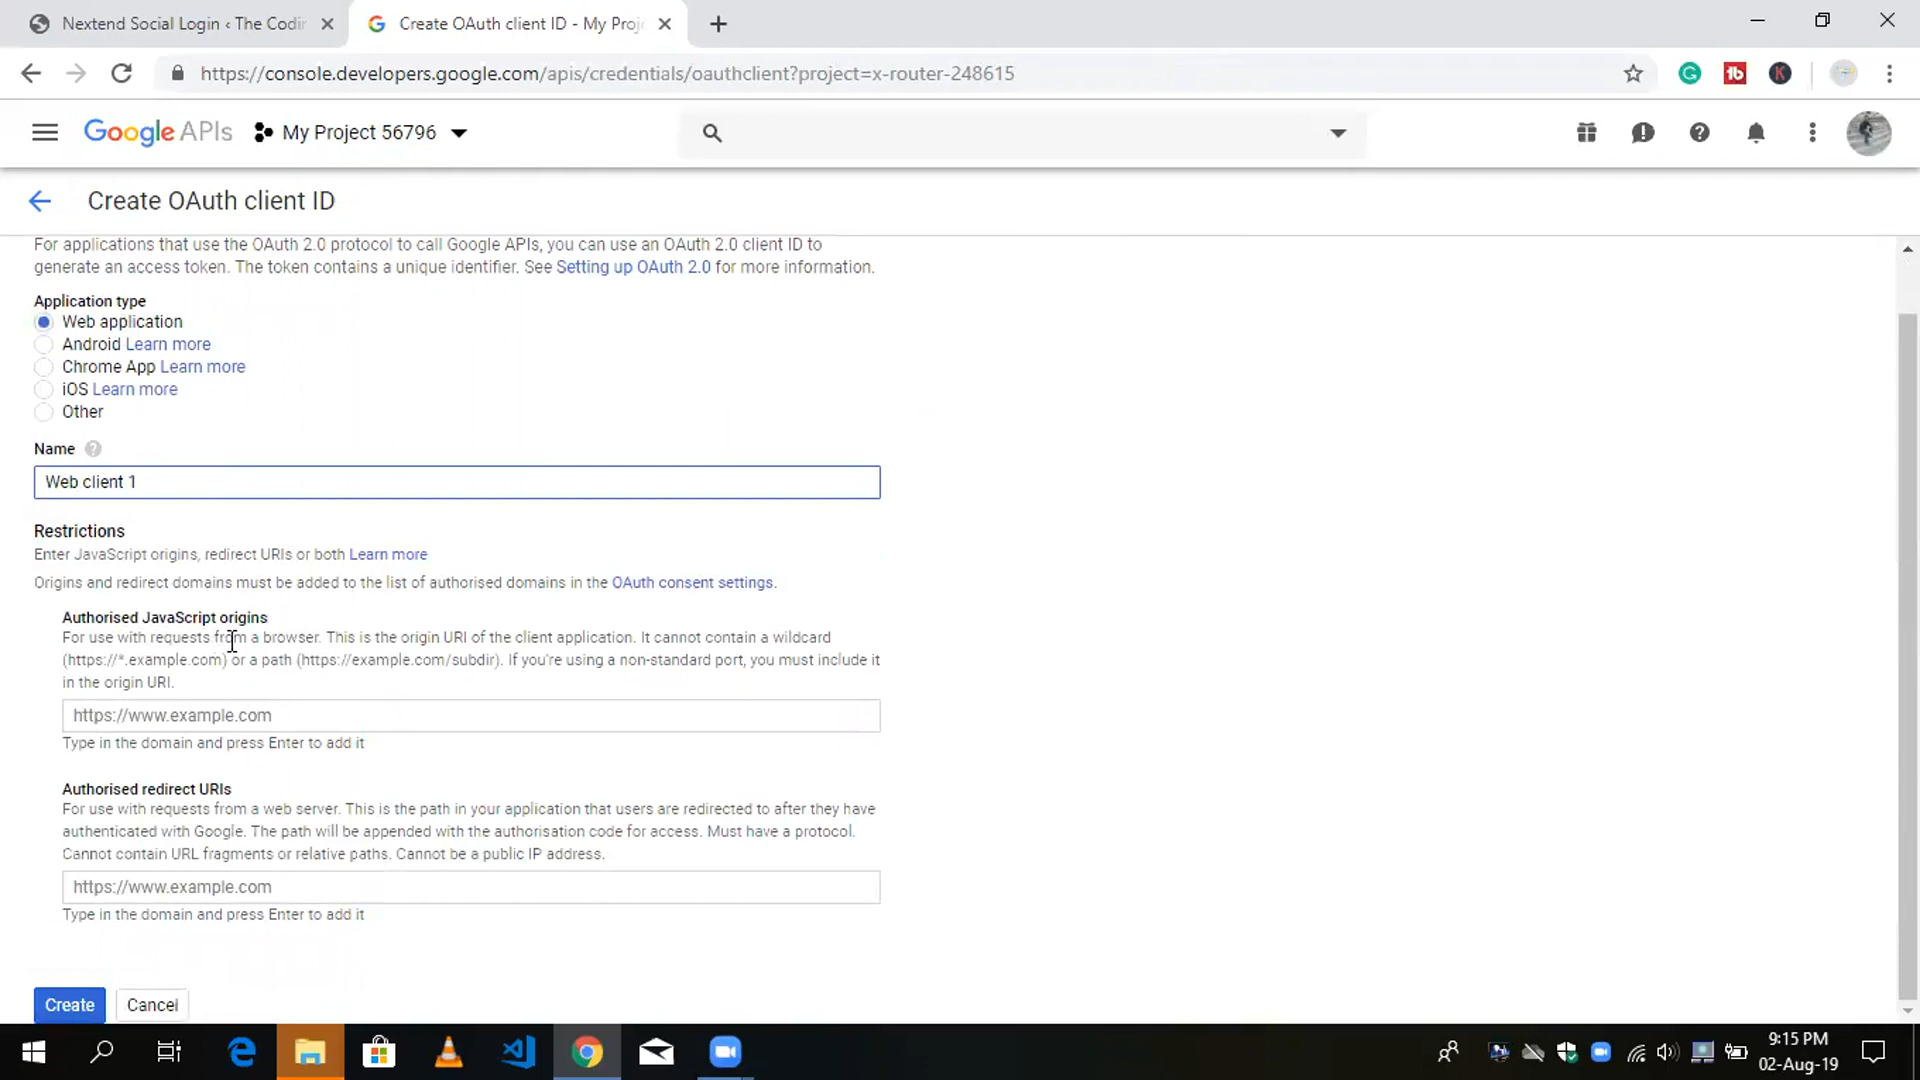 Nextend Social Login ‹ The Codin
Create OAuth client ID - My Proj
https://console.developers.google.com/apis/credentials/oauthclient?project=x-router-248615
Google APIs
My Project 56796
Create OAuth client ID
For applications that use the OAuth 2.0 protocol to call Google APIs, you can use an OAuth 2.0 client ID to
generate an access token. The token contains a unique identifier. See Setting up OAuth 2.0 for more information.
Application type
Web application
Android Learn more
Chrome App Learn more
iOS Learn more
Other
Name
Web client 1
Restrictions
Enter JavaScript origins, redirect URIs or both Learn more
Origins and redirect domains must be added to the list of authorised domains in the OAuth consent settings.
Authorised JavaScript origins
For use with requests from a browser. This is the origin URI of the client application. It cannot contain a wildcard
(https://*.example.com) or a path (https://example.com/subdir). If you're using a non-standard port, you must include it
in the origin URI.
https://www.example.com
Type in the domain and press Enter to add it
Authorised redirect URIs
For use with requests from a web server. This is the path in your application that users are redirected to after they have
authenticated with Google. The path will be appended with the authorisation code for access. Must have a protocol.
Cannot contain URL fragments or relative paths. Cannot be a public IP address.
https://www.example.com
Type in the domain and press Enter to add it
Create
Cancel
9:15 PM
02-Aug-19